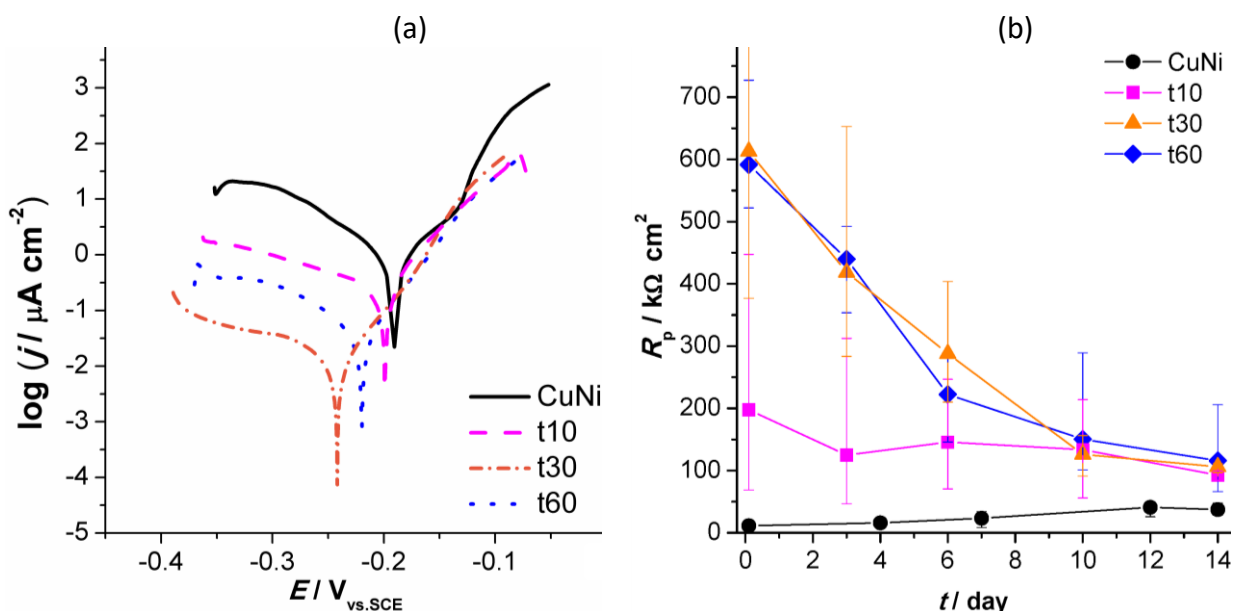 (a)
3
2
1
0
-1
-2
-3
-4
-5
log (j / μA cm-2)
CuNi
t10
t30
t60
-0.4 -0.3 -0.2 -0.1
E / V vs.SCE
(b)
CuNi
t10
t30
t60
700
600
500
400
300
200
100
0
Rp / kΩ cm2
0 2 4 6 8 10 12 14
t / day